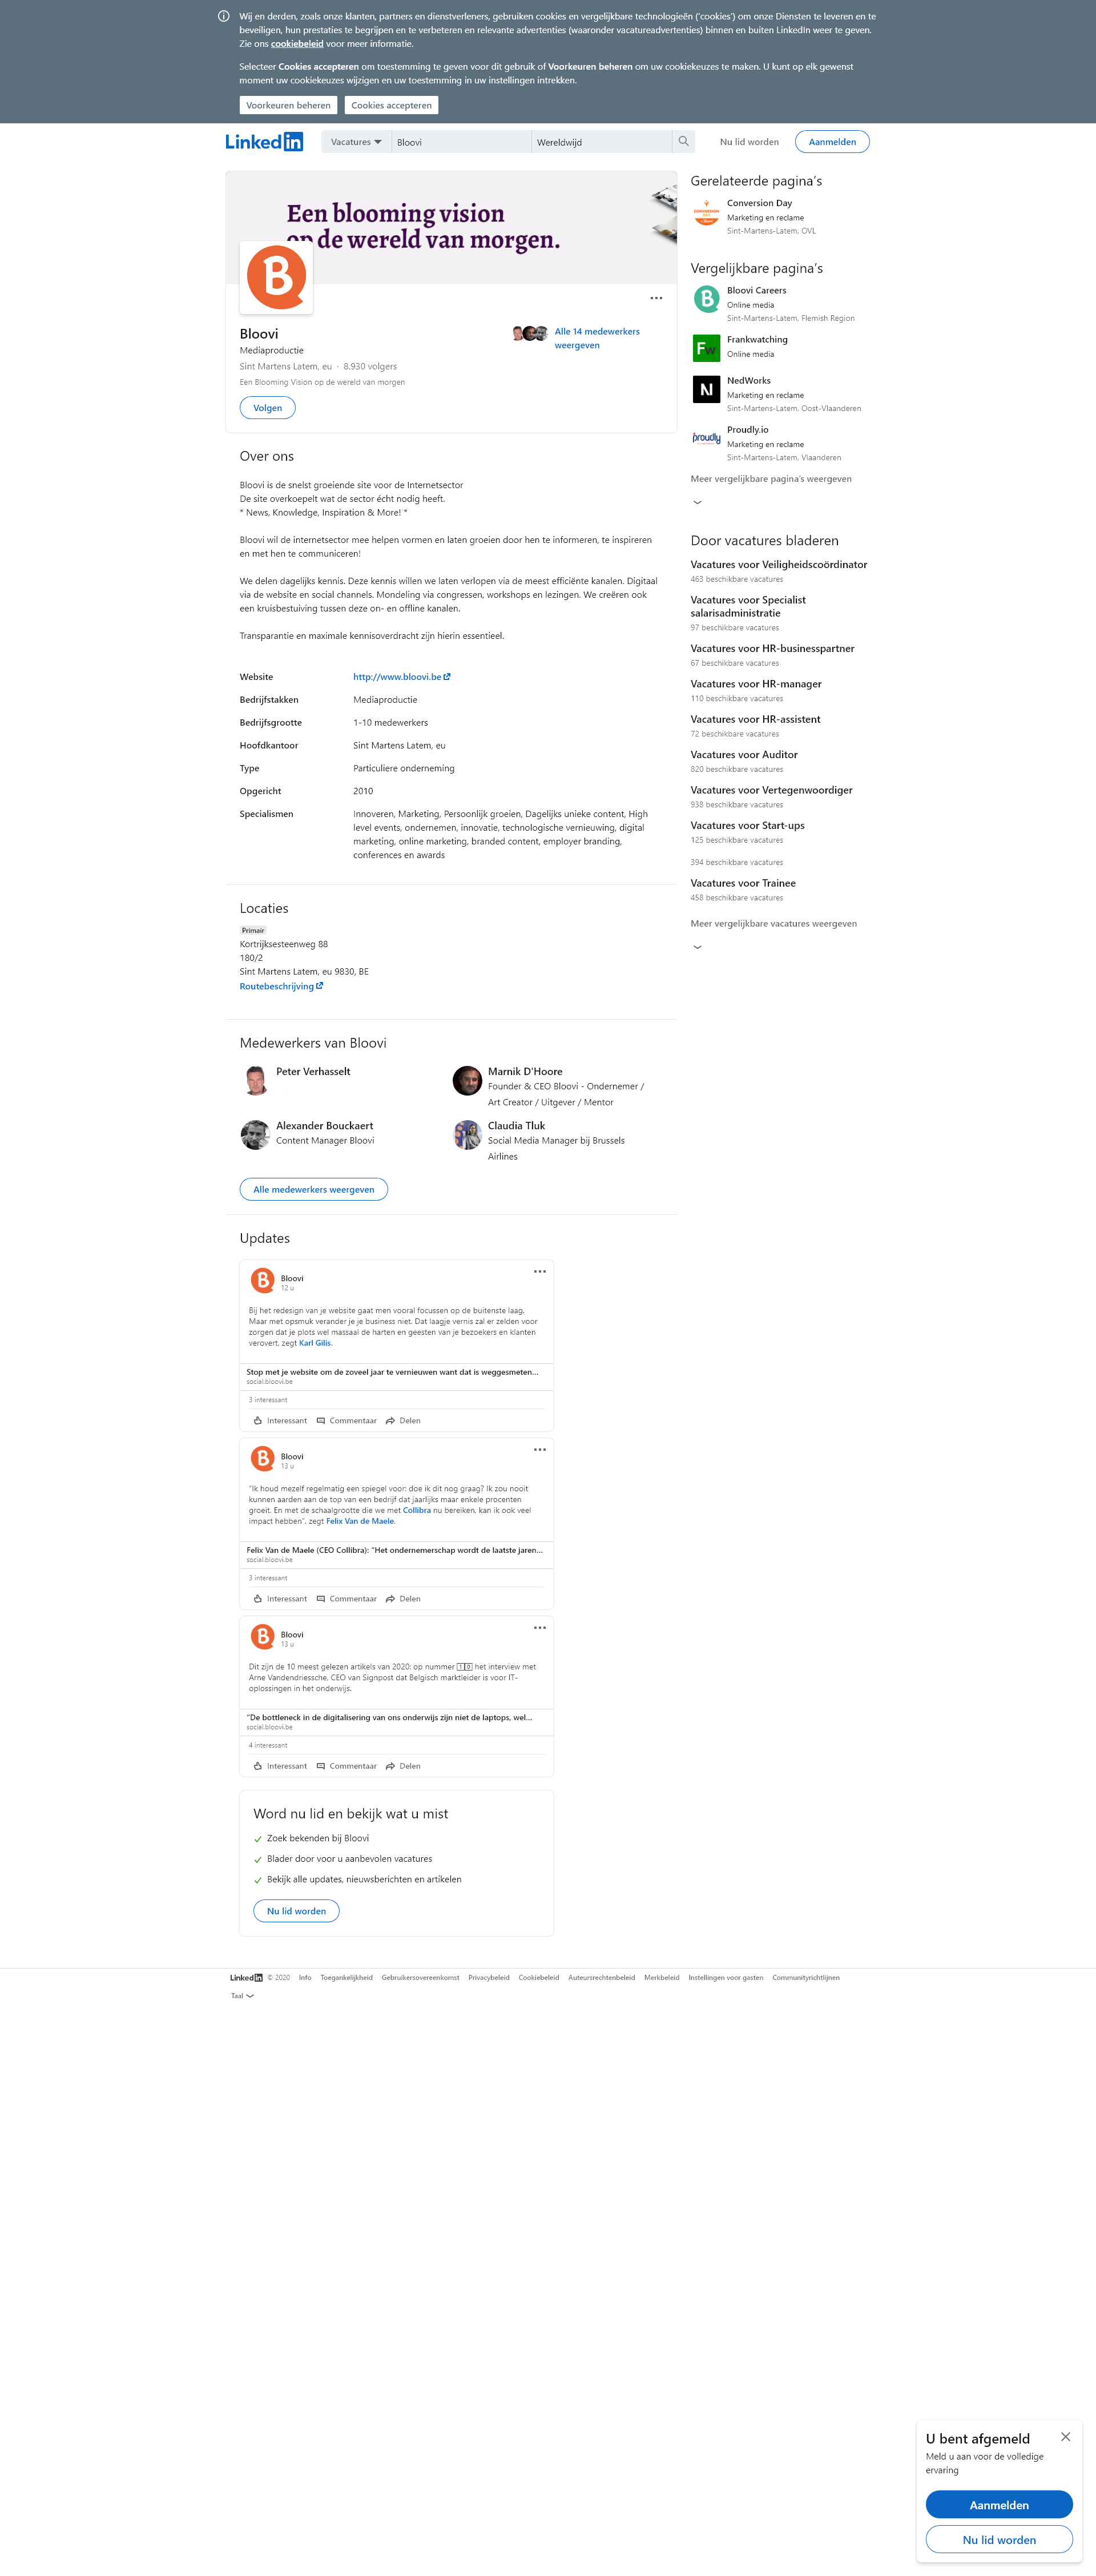 Wij en derden, zoals onze klanten, partners en dienstverleners, gebruiken cookies en vergelijkbare technologieën ('cookies') om onze Diensten te leveren en te
beveiligen, hun prestaties te begrijpen en te verbeteren en relevante advertenties (waaronder vacatureadvertenties) binnen en buiten LinkedIn weer te geven.
Zie ons cookiebeleid voor meer informatie.
Selecteer Cookies accepteren om toestemming te geven voor dit gebruik of Voorkeuren beheren om uw cookiekeuzes te maken. U kunt op elk gewenst
moment uw cookiekeuzes wijzigen en uw toestemming in uw instellingen intrekken.
Voorkeuren beheren Cookies accepteren
LinkedIn Vacatures Bloovi Wereldwijd Nu lid worden Aanmelden
Een blooming vision
op de wereld van morgen.
Bloovi
Mediaproductie
Sint Martens Latem, eu · 8.930 volgers
Een Blooming Vision op de wereld van morgen
Alle 14 medewerkers
weergeven
Volgen
Over ons
Bloovi is de snelst groeiende site voor de Internetsector
De site overkoepelt wat de sector écht nodig heeft.
* News, Knowledge, Inspiration & More! *
Bloovi wil de internetsector mee helpen vormen en laten groeien door hen te informeren, te inspireren
en met hen te communiceren!
We delen dagelijks kennis. Deze kennis willen we laten verlopen via de meest efficiënte kanalen. Digitaal
via de website en social channels. Mondeling via congressen, workshops en lezingen. We creëren ook
een kruisbestuiving tussen deze on- en offline kanalen.
Transparantie en maximale kennisoverdracht zijn hierin essentieel.
Website http://www.bloovi.be
Bedrijfstakken Mediaproductie
Bedrijfsgrootte 1-10 medewerkers
Hoofdkantoor Sint Martens Latem, eu
Type Particuliere onderneming
Opgericht 2010
Specialismen Innoveren, Marketing, Persoonlijk groeien, Dagelijks unieke content, High
level events, ondernemen, innovatie, technologische vernieuwing, digital
marketing, online marketing, branded content, employer branding,
conferences en awards
Locaties
Primair
Kortrijksesteenweg 88
180/2
Sint Martens Latem, eu 9830, BE
Routebeschrijving
Medewerkers van Bloovi
Peter Verhasselt
Marnik D'Hoore
Founder & CEO Bloovi - Ondernemer /
Art Creator / Uitgever / Mentor
Alexander Bouckaert
Content Manager Bloovi
Claudia Tluk
Social Media Manager bij Brussels
Airlines
Alle medewerkers weergeven
Updates
Bloovi
12 u
Bij het redesign van je website gaat men vooral focussen op de buitenste laag.
Maar met opsmuk verander je je business niet. Dat laagje vernis zal er zelden voor
zorgen dat je plots wel massaal de harten en geesten van je bezoekers en klanten
verovert, zegt Karl Gilis.
Stop met je website om de zoveel jaar te vernieuwen want dat is weggesmeten...
social.bloovi.be
3 interessant
Interessant Commentaar Delen
Bloovi
13 u
"Ik houd mezelf regelmatig een spiegel voor: doe ik dit nog graag? Ik zou nooit
kunnen aarden aan de top van een bedrijf dat jaarlijks maar enkele procenten
groeit. En met de schaalgrootte die we met Collibra nu bereiken, kan ik ook veel
impact hebben", zegt Felix Van de Maele.
Felix Van de Maele (CEO Collibra): "Het ondernemerschap wordt de laatste jaren...
social.bloovi.be
3 interessant
Interessant Commentaar Delen
Bloovi
13 u
Dit zijn de 10 meest gelezen artikels van 2020: op nummer 1 0 het interview met
Arne Vandendriessche, CEO van Signpost dat Belgisch marktleider is voor IT-
oplossingen in het onderwijs.
"De bottleneck in de digitalisering van ons onderwijs zijn niet de laptops, wel...
social.bloovi.be
4 interessant
Interessant Commentaar Delen
Word nu lid en bekijk wat u mist
Zoek bekenden bij Bloovi
Blader door voor u aanbevolen vacatures
Bekijk alle updates, nieuwsberichten en artikelen
Nu lid worden
Gerelateerde pagina's
Conversion Day
Marketing en reclame
Sint-Martens-Latem, OVL
Vergelijkbare pagina's
Bloovi Careers
Online media
Sint-Martens-Latem, Flemish Region
Frankwatching
Online media
NedWorks
Marketing en reclame
Sint-Martens-Latem, Oost-Vlaanderen
Proudly.io
Marketing en reclame
Sint-Martens-Latem, Vlaanderen
Meer vergelijkbare pagina's weergeven
Door vacatures bladeren
Vacatures voor Veiligheidscoördinator
463 beschikbare vacatures
Vacatures voor Specialist
salarisadministratie
97 beschikbare vacatures
Vacatures voor HR-businesspartner
67 beschikbare vacatures
Vacatures voor HR-manager
110 beschikbare vacatures
Vacatures voor HR-assistent
72 beschikbare vacatures
Vacatures voor Auditor
820 beschikbare vacatures
Vacatures voor Vertegenwoordiger
938 beschikbare vacatures
Vacatures voor Start-ups
125 beschikbare vacatures
394 beschikbare vacatures
Vacatures voor Trainee
458 beschikbare vacatures
Meer vergelijkbare vacatures weergeven
LinkedIn © 2020 Info Toegankelijkheid Gebruikersovereenkomst Privacybeleid Cookiebeleid Auteursrechtenbeleid Merkbeleid Instellingen voor gasten Communityrichtlijnen
Taal
U bent afgemeld
Meld u aan voor de volledige
ervaring
Aanmelden
Nu lid worden